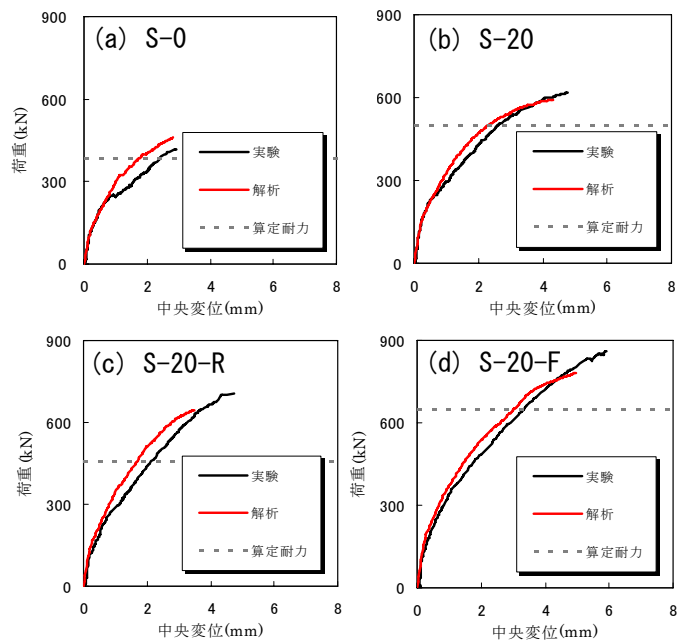 (a) S-0
900
600
300
0
荷重(kN)
実験
解析
算定耐力
0 2 4 6 8
中央変位(mm)
(b) S-20
900
600
300
0
荷重(kN)
実験
解析
算定耐力
0 2 4 6 8
中央変位(mm)
(c) S-20-R
900
600
300
0
荷重(kN)
実験
解析
算定耐力
0 2 4 6 8
中央変位(mm)
(d) S-20-F
900
600
300
0
荷重(kN)
実験
解析
算定耐力
0 2 4 6 8
中央変位(mm)